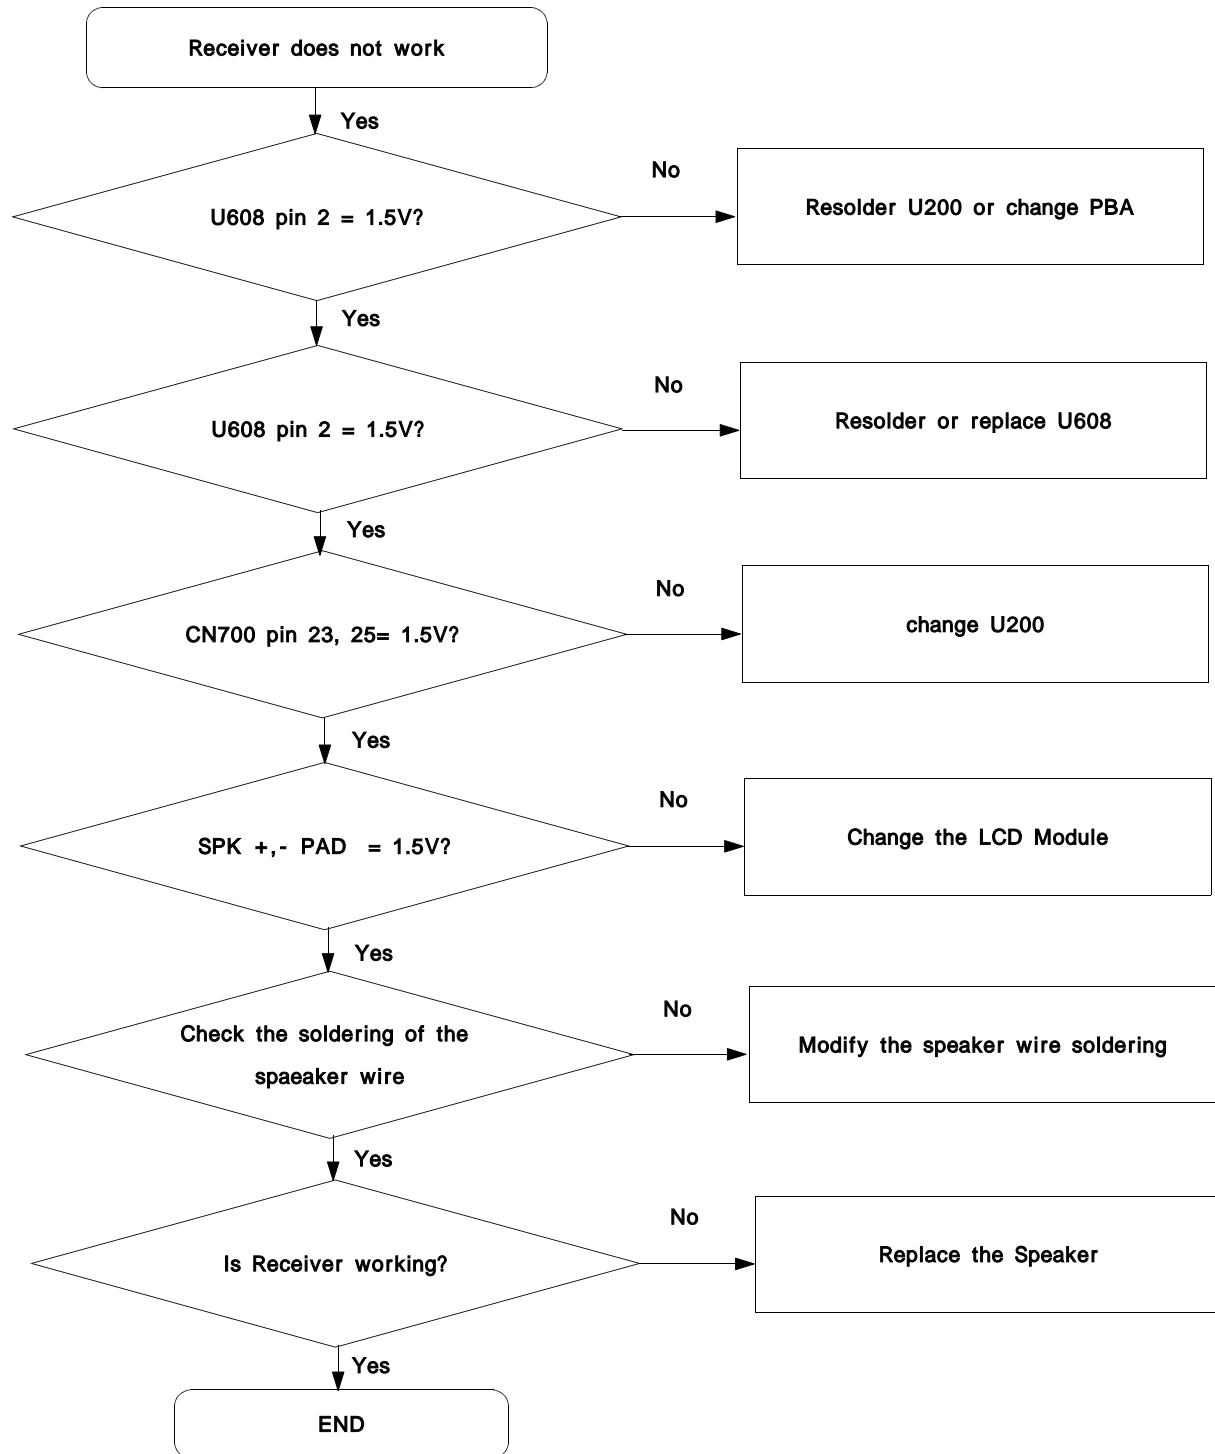 Receiver does not work
Yes
U608 pin 2 = 1.5V?
No
Resolder U200 or change PBA
Yes
U608 pin 2 = 1.5V?
No
Resolder or replace U608
Yes
CN700 pin 23, 25= 1.5V?
No
change U200
Yes
SPK +,- PAD = 1.5V?
No
Change the LCD Module
Yes
Check the soldering of the
spaeaker wire
No
Modify the speaker wire soldering
Yes
Is Receiver working?
No
Replace the Speaker
Yes
END